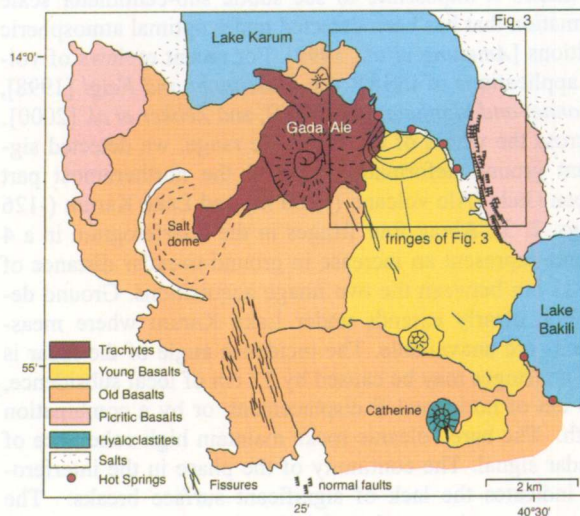 Fig. 3
Lake Karum
14°0'
Gada Ale
Salt
dome
fringes of Fig. 3
Lake
Bakili
55'
Catherine
Trachytes
Young Basalts
Old Basalts
Picritic Basalts
Hyaloclastites
Salts
Hot Springs
Fissures
normal faults
2 km
25'
40°30'